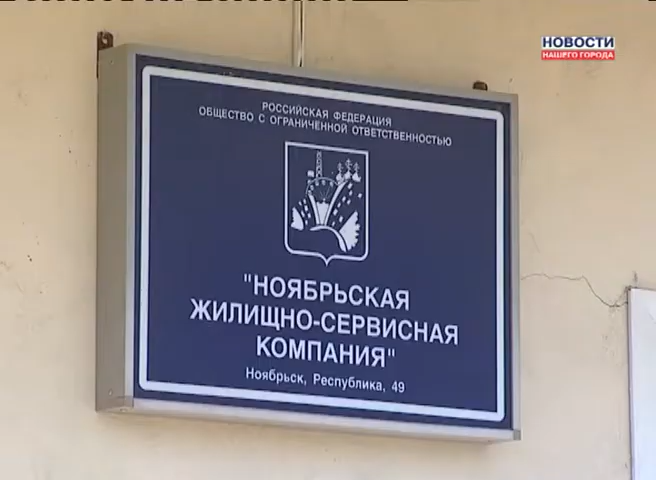 НОВОСТИ
НАШЕГО ГОРОДА
РОССИЙСКАЯ ФЕДЕРАЦИЯ
ОБЩЕСТВО С ОГРАНИЧЕННОЙ ОТВЕТСТВЕННОСТЬЮ
"НОЯБРЬСКАЯ
ЖИЛИЩНО-СЕРВИСНАЯ
КОМПАНИЯ"
Ноябрьск, Республика, 49